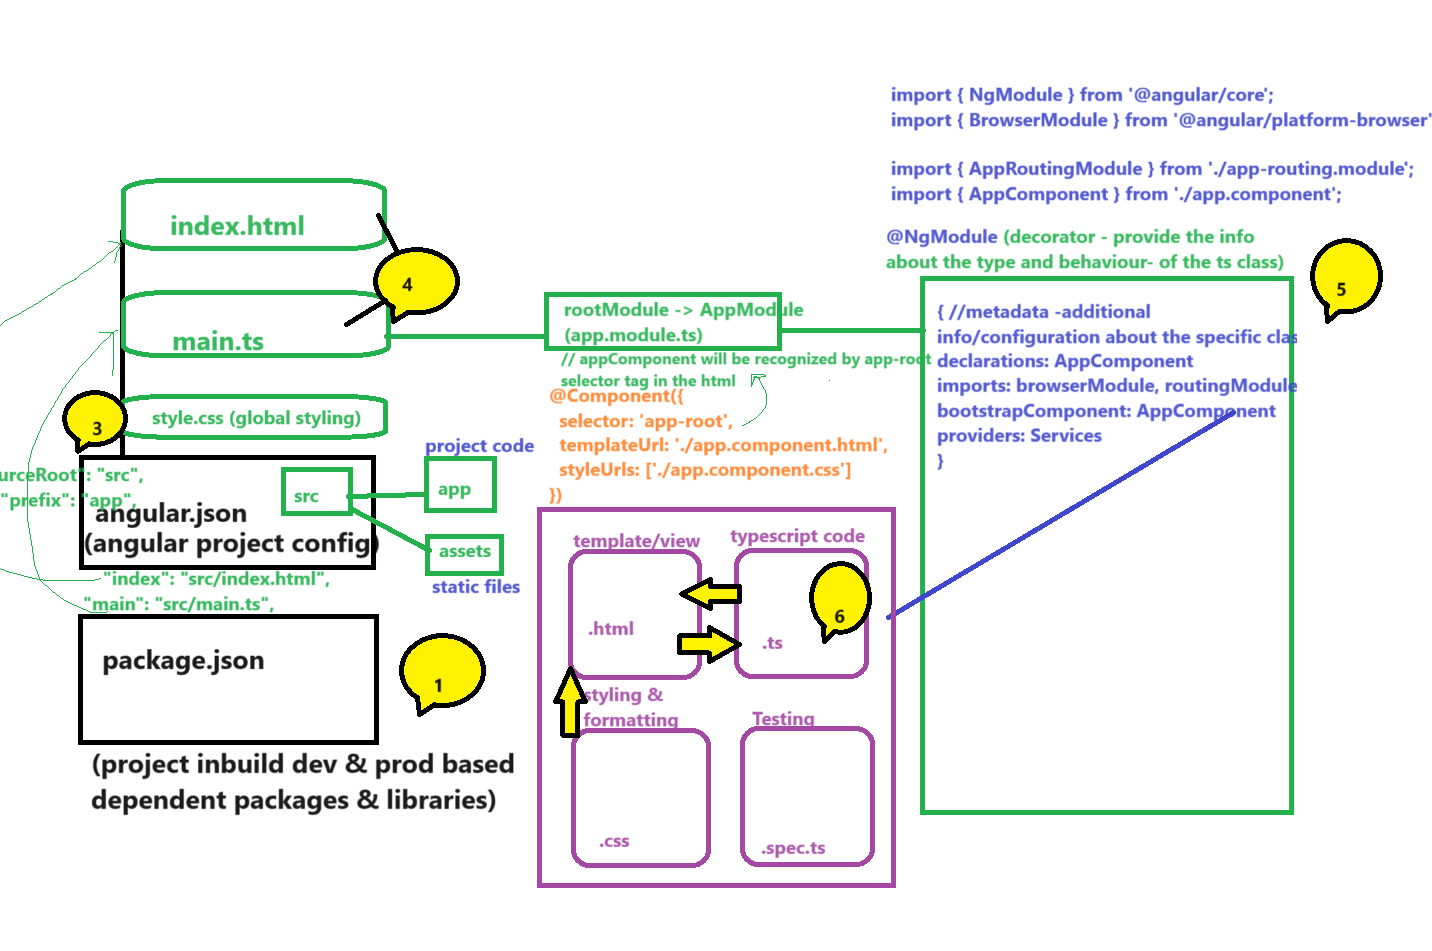 import { NgModule } from '@angular/core';
import { BrowserModule } from '@angular/platform-browser'
import { AppRoutingModule } from './app-routing.module';
import { AppComponent } from './app.component';
@NgModule (decorator - provide the info
about the type and behaviour- of the ts class)
5
{ //metadata -additional
info/configuration about the specific clas
declarations: AppComponent
imports: browserModule, routingModule
bootstrapComponent: AppComponent
providers: Services
}
index.html
4
main.ts
rootModule -> AppModule
(app.module.ts)
// appComponent will be recognized by app-root
selector tag in the html
@Component({
selector: 'app-root',
templateUrl: './app.component.html',
styleUrls: ['./app.component.css']
})
3
style.css (global styling)
urceRoot": "src",
"prefix": "app",
angular.json
(angular project config)
src
project code
app
assets
static files
"index": "src/index.html",
"main": "src/main.ts",
package.json
1
(project inbuild dev & prod based
dependent packages & libraries)
template/view
typescript code
.html
6
.ts
styling &
formatting
Testing
.css
.spec.ts